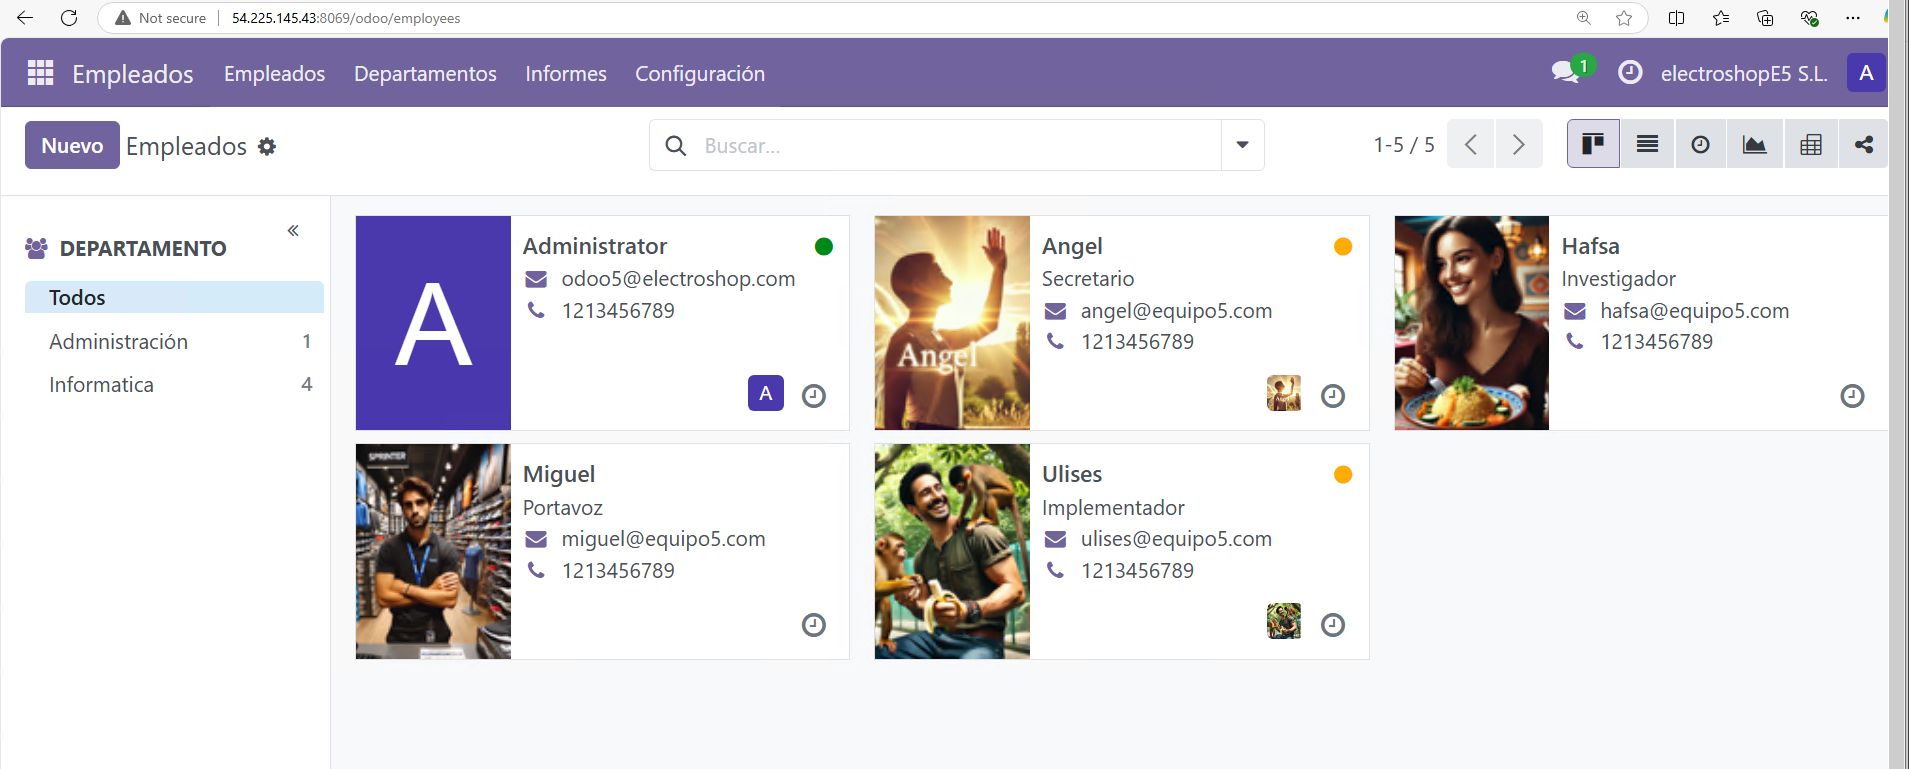 Not secure 54.225.145.43:8069/odoo/employees
Empleados Empleados Departamentos Informes Configuración 1 electroshopE5 S.L. A
Nuevo Empleados Buscar... 1-5 / 5
DEPARTAMENTO
Todos
Administración 1
Informatica 4
A
Administrator
odoo5@electroshop.com
1213456789
A
Angel
Angel
Secretario
angel@equipo5.com
1213456789
Hafsa
Investigador
hafsa@equipo5.com
1213456789
SPRINTER
Miguel
Portavoz
miguel@equipo5.com
1213456789
Ulises
Implementador
ulises@equipo5.com
1213456789